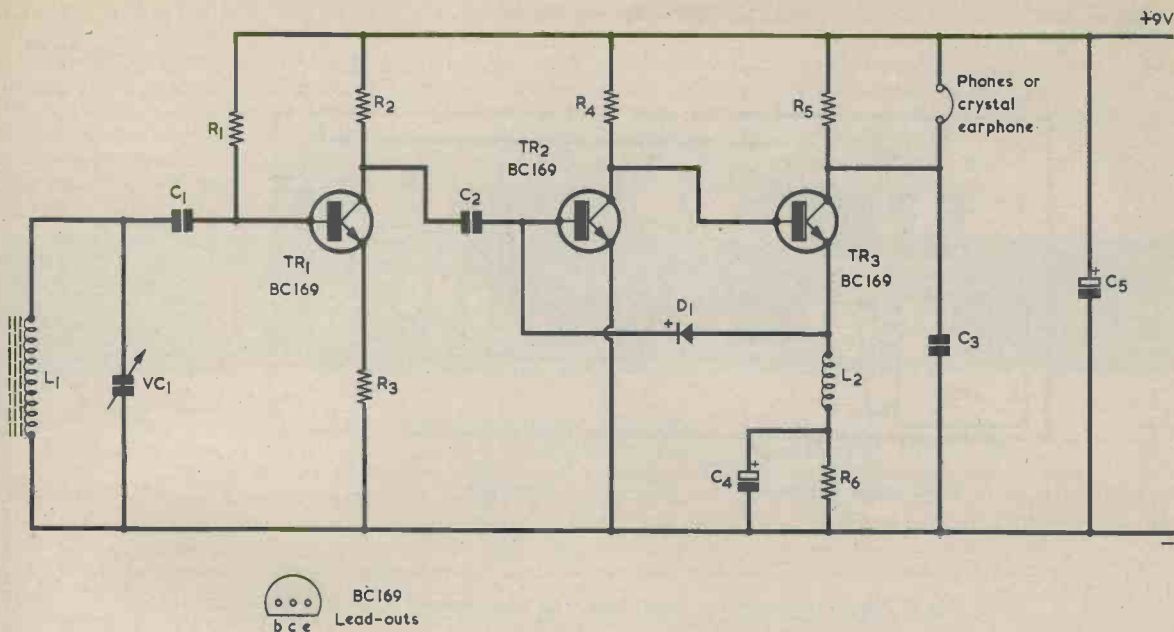 +9V
Phones or
crystal
earphone
R1
R2
R4
R5
C1
TR1
BC169
C2
TR2
BC169
TR3
BC169
D1
C5
L1
VC1
R3
L2
C4
R6
C3
–
b c e
BC169
Lead-outs